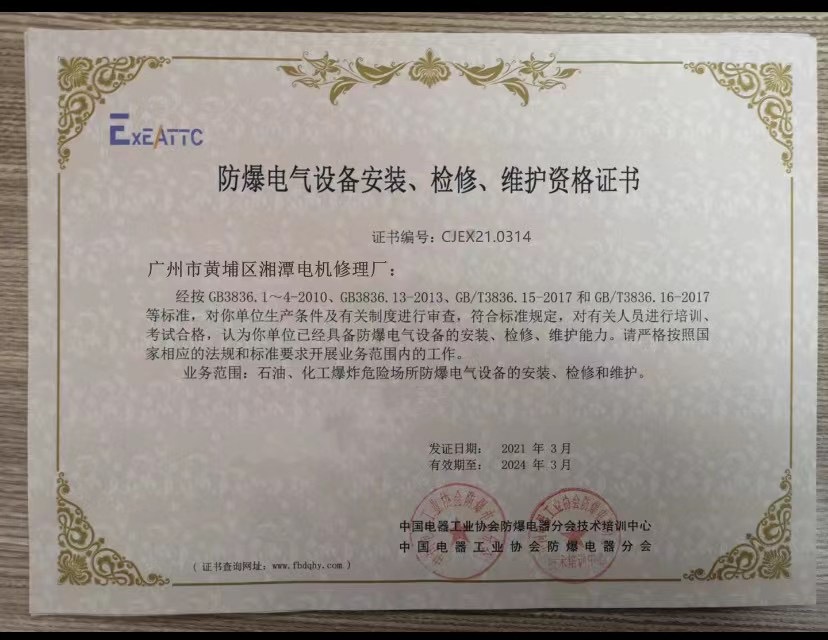 ExEATTC
防爆电气设备安装、检修、维护资格证书
证书编号：CJEX21.0314
广州市黄埔区湘潭电机修理厂：
经按 GB3836.1～4-2010、GB3836.13-2013、GB/T3836.15-2017 和 GB/T3836.16-2017
等标准，对你单位生产条件及有关制度进行审查，符合标准规定，对有关人员进行培训、
考试合格，认为你单位已经具备防爆电气设备的安装、检修、维护能力。请严格按照国
家相应的法规和标准要求开展业务范围内的工作。
业务范围：石油、化工爆炸危险场所防爆电气设备的安装、检修和维护。
发证日期： 2021 年 3 月
有效期至： 2024 年 3 月
中国电器工业协会防爆电器分会技术培训中心
中国电器工业协会防爆电器分会
（ 证书查询网址：www.fbdqhy.com ）